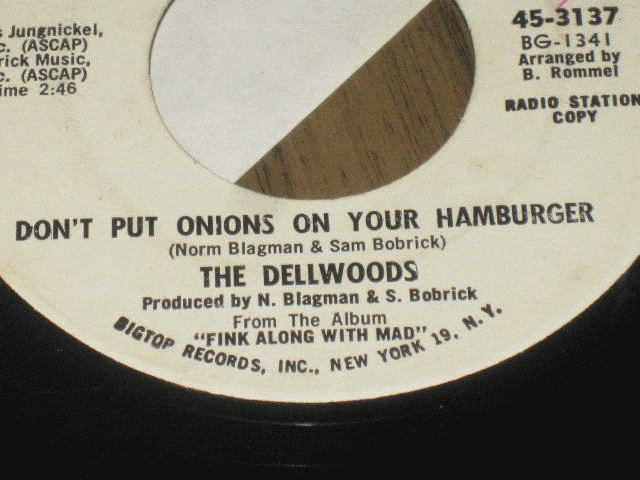 s Jungnickel,
c. (ASCAP)
rick Music,
c. (ASCAP)
ime 2:46
45-3137
BG-1341
Arranged by
B. Rommel
RADIO STATION
COPY
DON'T PUT ONIONS ON YOUR HAMBURGER
(Norm Blagman & Sam Bobrick)
THE DELLWOODS
Produced by N. Blagman & S. Bobrick
From The Album
"FINK ALONG WITH MAD"
BIGTOP RECORDS, INC., NEW YORK 19, N.Y.